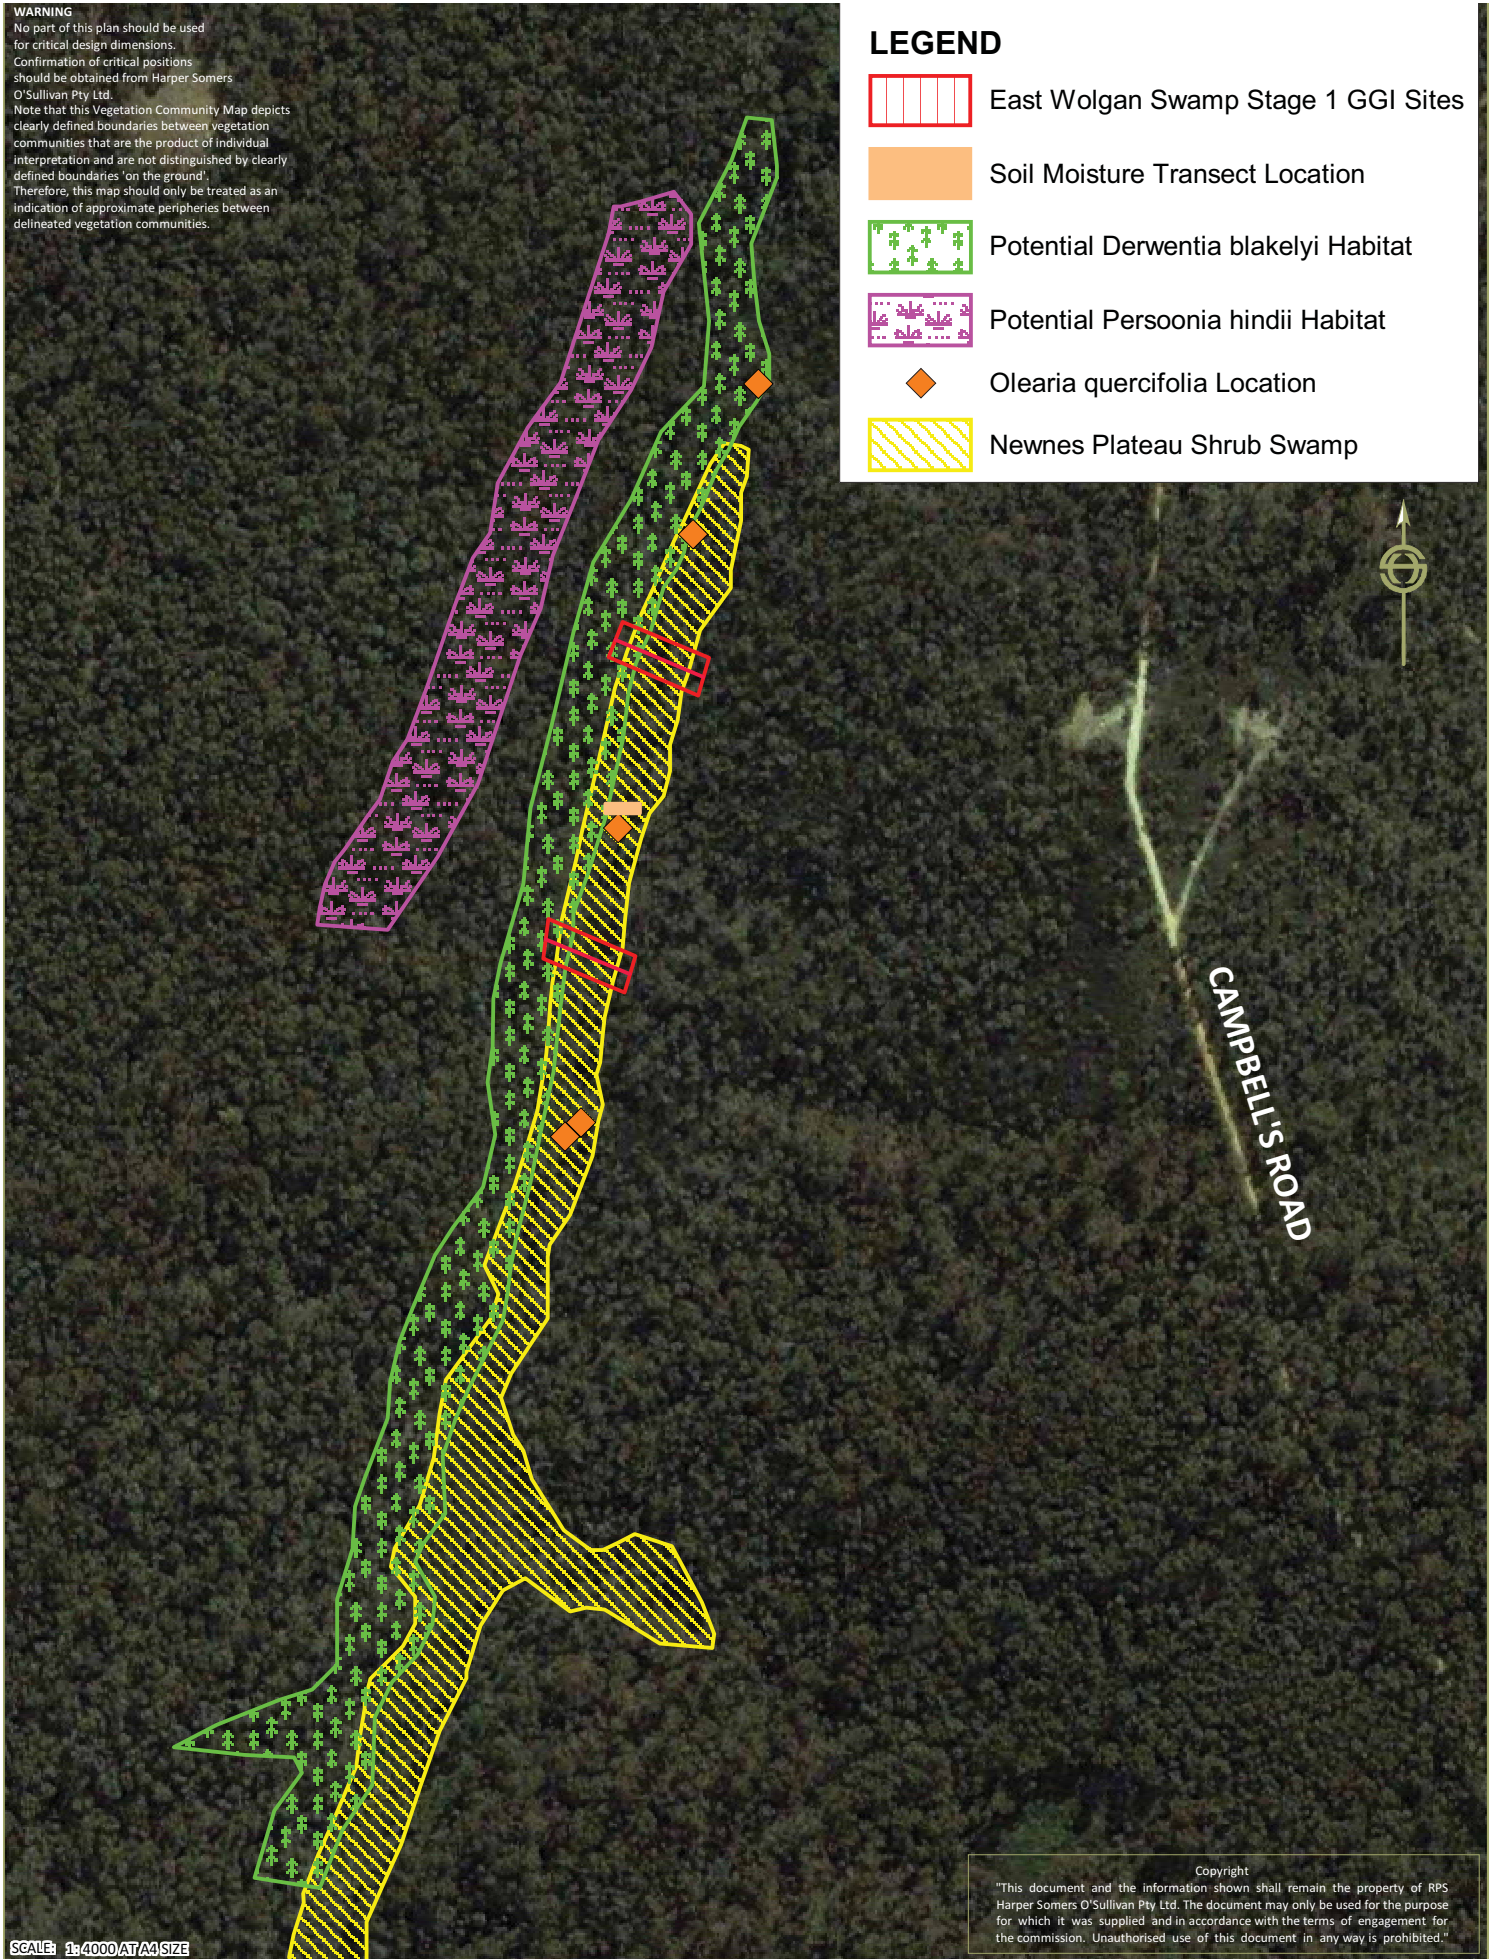 WARNING
No part of this plan should be used
for critical design dimensions.
Confirmation of critical positions
should be obtained from Harper Somers
O'Sullivan Pty Ltd.
Note that this Vegetation Community Map depicts
clearly defined boundaries between vegetation
communities that are the product of individual
interpretation and are not distinguished by clearly
defined boundaries 'on the ground'.
Therefore, this map should only be treated as an
indication of approximate peripheries between
delineated vegetation communities.
LEGEND
East Wolgan Swamp Stage 1 GGI Sites
Soil Moisture Transect Location
Potential Derwentia blakelyi Habitat
Potential Persoonia hindii Habitat
Olearia quercifolia Location
Newnes Plateau Shrub Swamp
CAMPBELL'S ROAD
Copyright
"This document and the information shown shall remain the property of RPS
Harper Somers O'Sullivan Pty Ltd. The document may only be used for the purpose
for which it was supplied and in accordance with the terms of engagement for
the commission. Unauthorised use of this document in any way is prohibited."
SCALE: 1: 4000 AT A4 SIZE